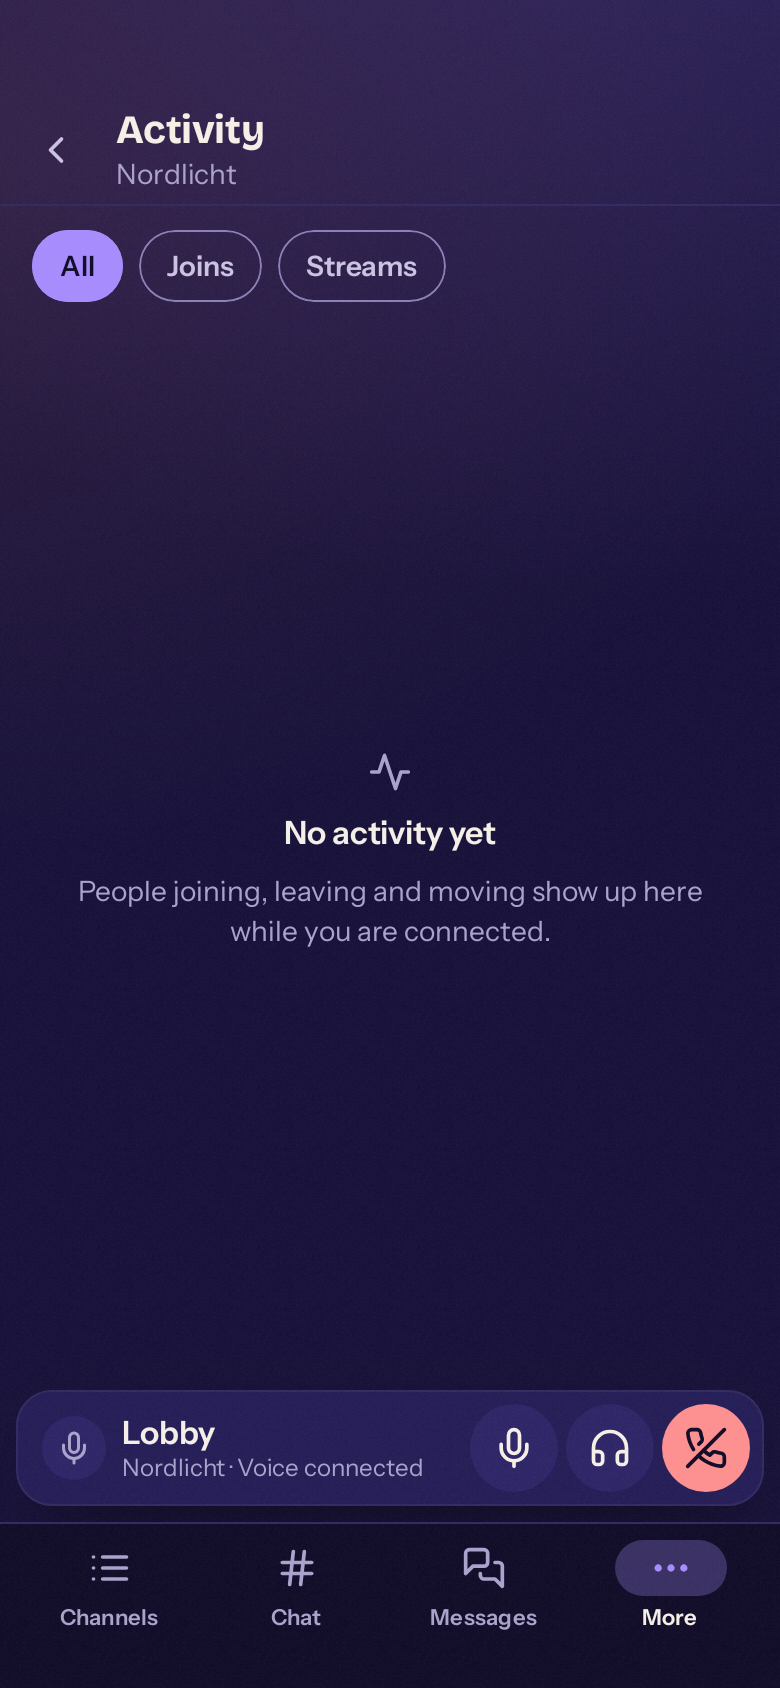 Activity
Nordlicht
All
Joins
Streams
No activity yet
People joining, leaving and moving show up here
while you are connected.
Lobby
Nordlicht · Voice connected
Channels
Chat
Messages
More